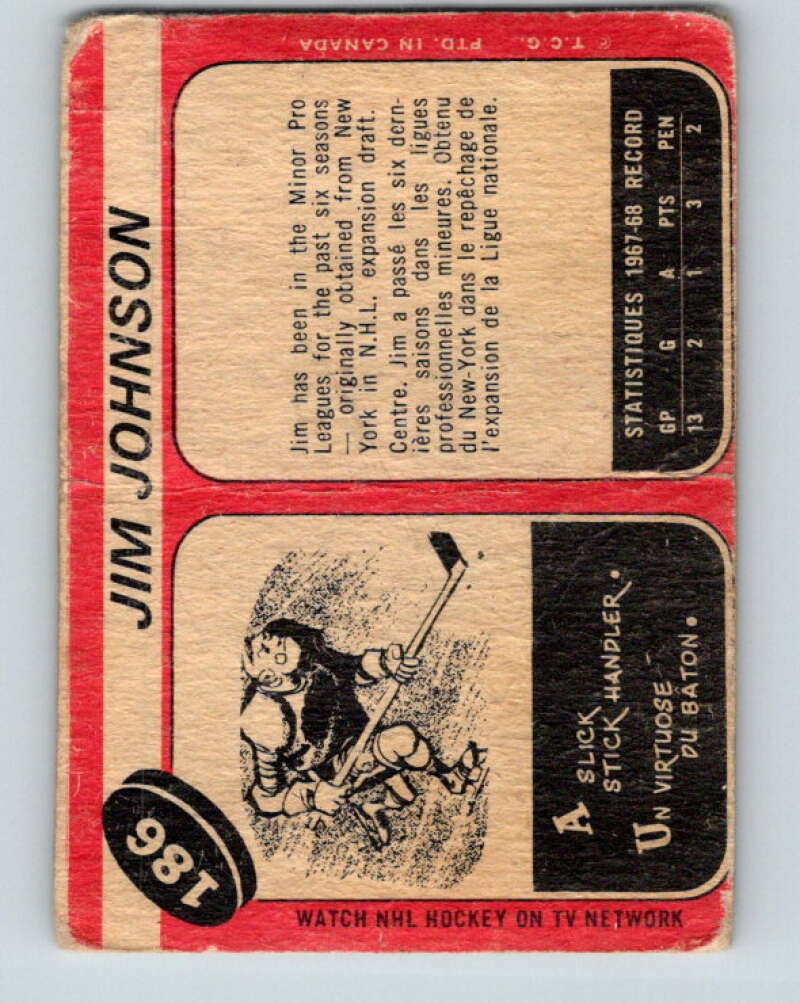 186
JIM JOHNSON
A SLICK
STICK HANDLER.
UN VIRTUOSE
DU BÂTON.
Jim has been in the Minor Pro
Leagues for the past six seasons
— originally obtained from New
York in N.H.L. expansion draft.
Centre. Jim a passé les six dern-
ières saisons dans les ligues
professionnelles mineures. Obtenu
du New-York dans le repêchage de
l'expansion de la Ligue nationale.
STATISTIQUES 1967-68 RECORD
GP G A PTS PEN
13 2 1 3 2
WATCH NHL HOCKEY ON TV NETWORK
© T.C.G. PTD. IN CANADA